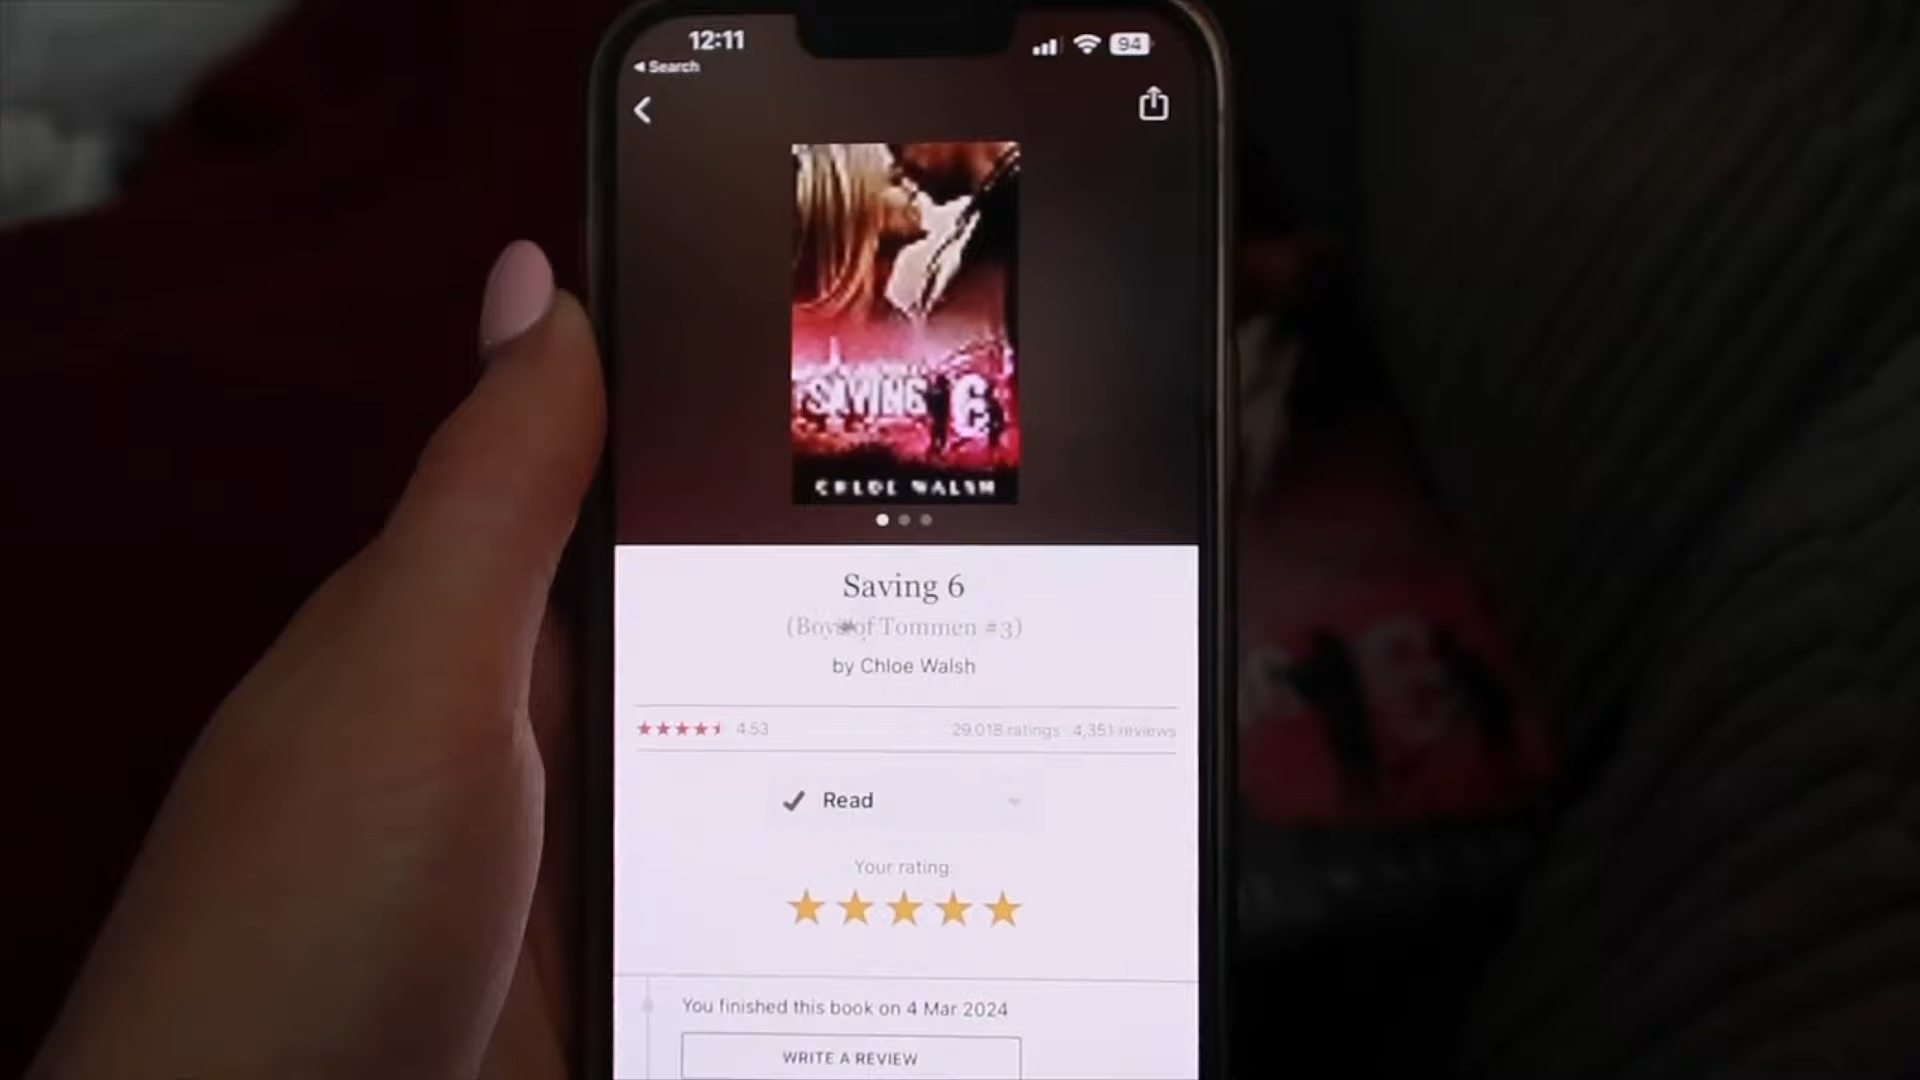 12:11
94
Search
SAVING 6
CHLOE WALSH
Saving 6
(Boys of Tommen #3)
by Chloe Walsh
4.53 29,018 ratings 4,351 reviews
Read
Your rating:
You finished this book on 4 Mar 2024
WRITE A REVIEW